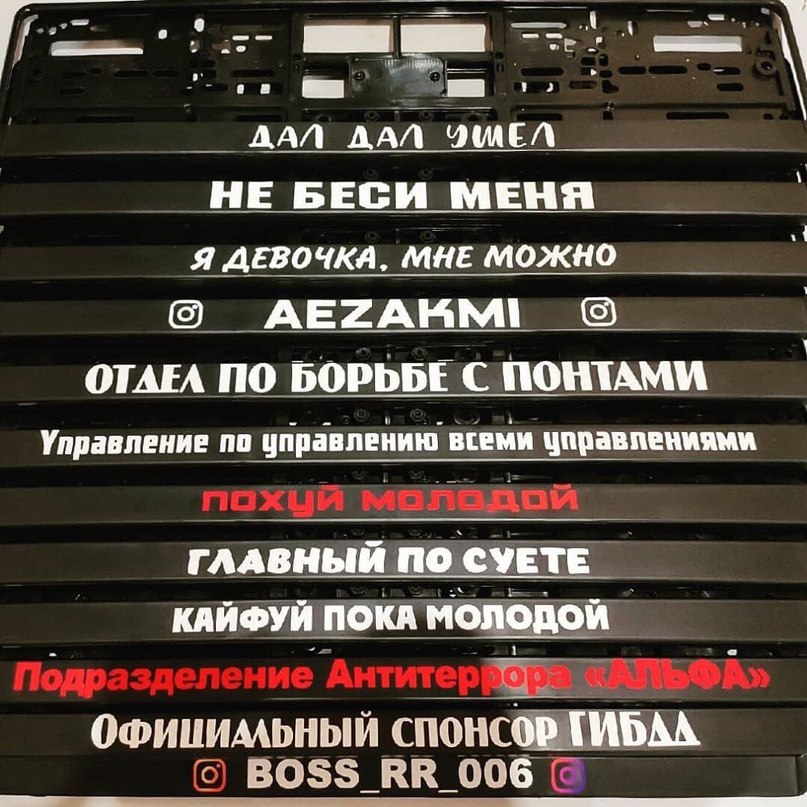 ДАЛ ДАЛ УШЕЛ
НЕ БЕСИ МЕНЯ
Я ДЕВОЧКА, МНЕ МОЖНО
AEZAKMI
ОТДЕЛ ПО БОРЬБЕ С ПОНТАМИ
Управление по управлению всеми управлениями
ПОХУЙ МОЛОДОЙ
ГЛАВНЫЙ ПО СУЕТЕ
КАЙФУЙ ПОКА МОЛОДОЙ
Подразделение Антитеррора «АЛЬФА»
ОФИЦИАЛЬНЫЙ СПОНСОР ГИБДД
BOSS_RR_006